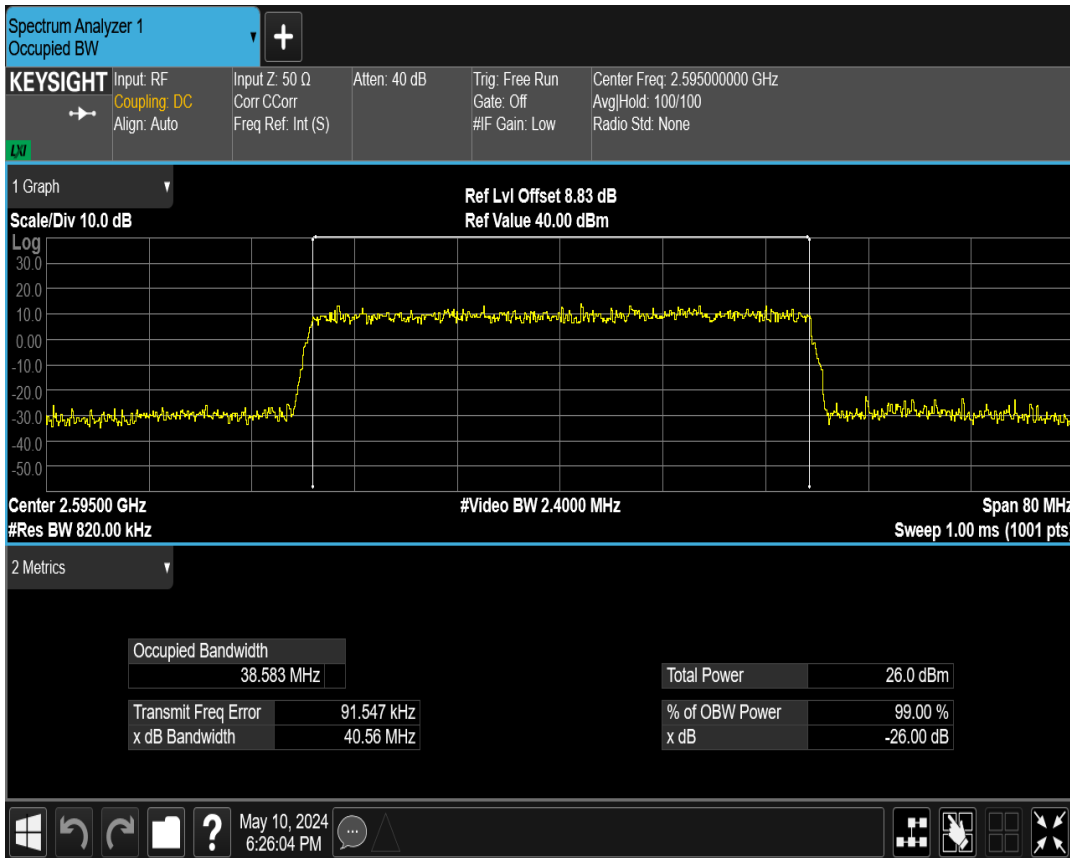 Spectrum Analyzer 1
Occupied BW
KEYSIGHT
LXI
Input: RF
Coupling: DC
Align: Auto
Input Z: 50 Ω
Corr CCorr
Freq Ref: Int (S)
Atten: 40 dB
Trig: Free Run
Gate: Off
#IF Gain: Low
Center Freq: 2.595000000 GHz
Avg|Hold: 100/100
Radio Std: None
1 Graph
Scale/Div 10.0 dB
Ref Lvl Offset 8.83 dB
Ref Value 40.00 dBm
Log
30.0
20.0
10.0
0.00
-10.0
-20.0
-30.0
-40.0
-50.0
Center 2.59500 GHz
#Video BW 2.4000 MHz
Span 80 MHz
#Res BW 820.00 kHz
Sweep 1.00 ms (1001 pts)
2 Metrics
Occupied Bandwidth
38.583 MHz
Total Power 26.0 dBm
Transmit Freq Error 91.547 kHz
% of OBW Power 99.00 %
x dB Bandwidth 40.56 MHz
x dB -26.00 dB
?
May 10, 2024
6:26:04 PM